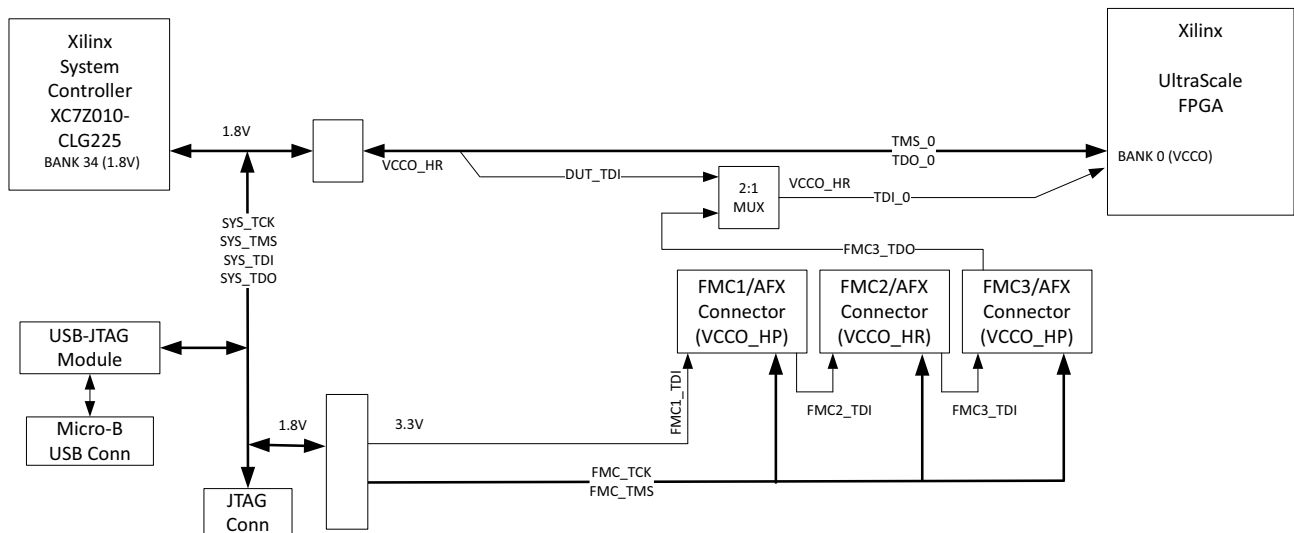 Xilinx
System
Controller
XC7Z010-
CLG225
BANK 34 (1.8V)
1.8V
VCCO_HR
TMS_0
TDO_0
Xilinx
UltraScale
FPGA
BANK 0 (VCCO)
DUT_TDI
2:1
MUX
VCCO_HR
TDI_0
SYS_TCK
SYS_TMS
SYS_TDI
SYS_TDO
FMC3_TDO
FMC1/AFX
Connector
(VCCO_HP)
FMC2/AFX
Connector
(VCCO_HR)
FMC3/AFX
Connector
(VCCO_HP)
USB-JTAG
Module
Micro-B
USB Conn
FMC1_TDI
FMC2_TDI
FMC3_TDI
1.8V
3.3V
FMC_TCK
FMC_TMS
JTAG
Conn